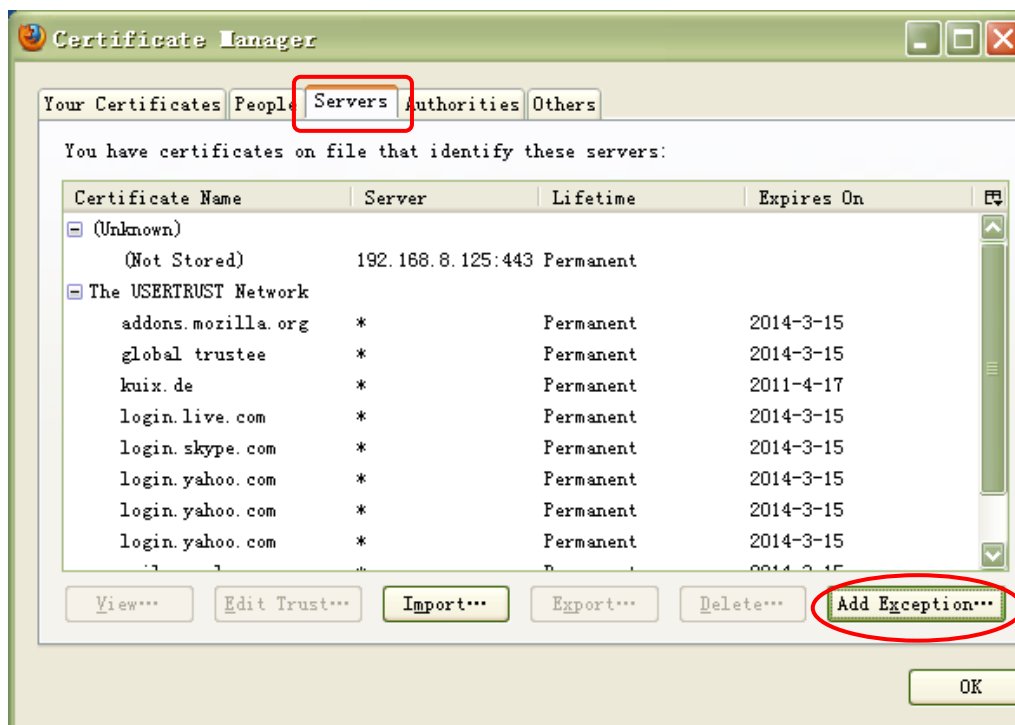 Certificate Manager
Your Certificates People Servers Authorities Others
You have certificates on file that identify these servers:
Certificate Name Server Lifetime Expires On
(Unknown)
(Not Stored) 192.168.8.125:443 Permanent
The USERTRUST Network
addons.mozilla.org * Permanent 2014-3-15
global trustee * Permanent 2014-3-15
kuix.de * Permanent 2011-4-17
login.live.com * Permanent 2014-3-15
login.skype.com * Permanent 2014-3-15
login.yahoo.com * Permanent 2014-3-15
login.yahoo.com * Permanent 2014-3-15
login.yahoo.com * Permanent 2014-3-15
View… Edit Trust… Import… Export… Delete… Add Exception…
OK